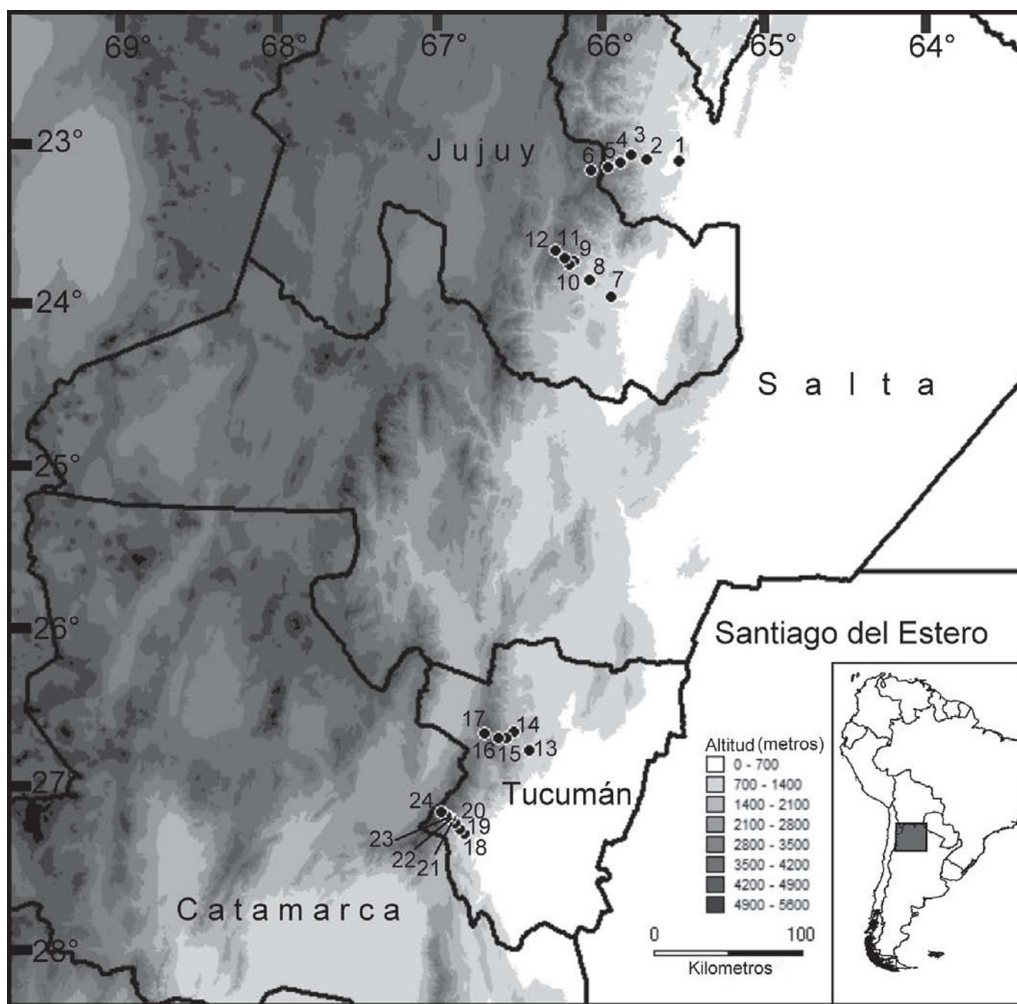 69° 68° 67° 66° 65° 64°
23°
Jujuy
6 5 4 3 2 1
12 11 9
10 8 7
24°
Salta
25°
26°
Santiago del Estero
17 14
16 15 13
27°
Tucumán
24 20
23 19
22 18
21
Catamarca
28°
Altitud (metros)
0 - 700
700 - 1400
1400 - 2100
2100 - 2800
2800 - 3500
3500 - 4200
4200 - 4900
4900 - 5600
0 100
Kilometros